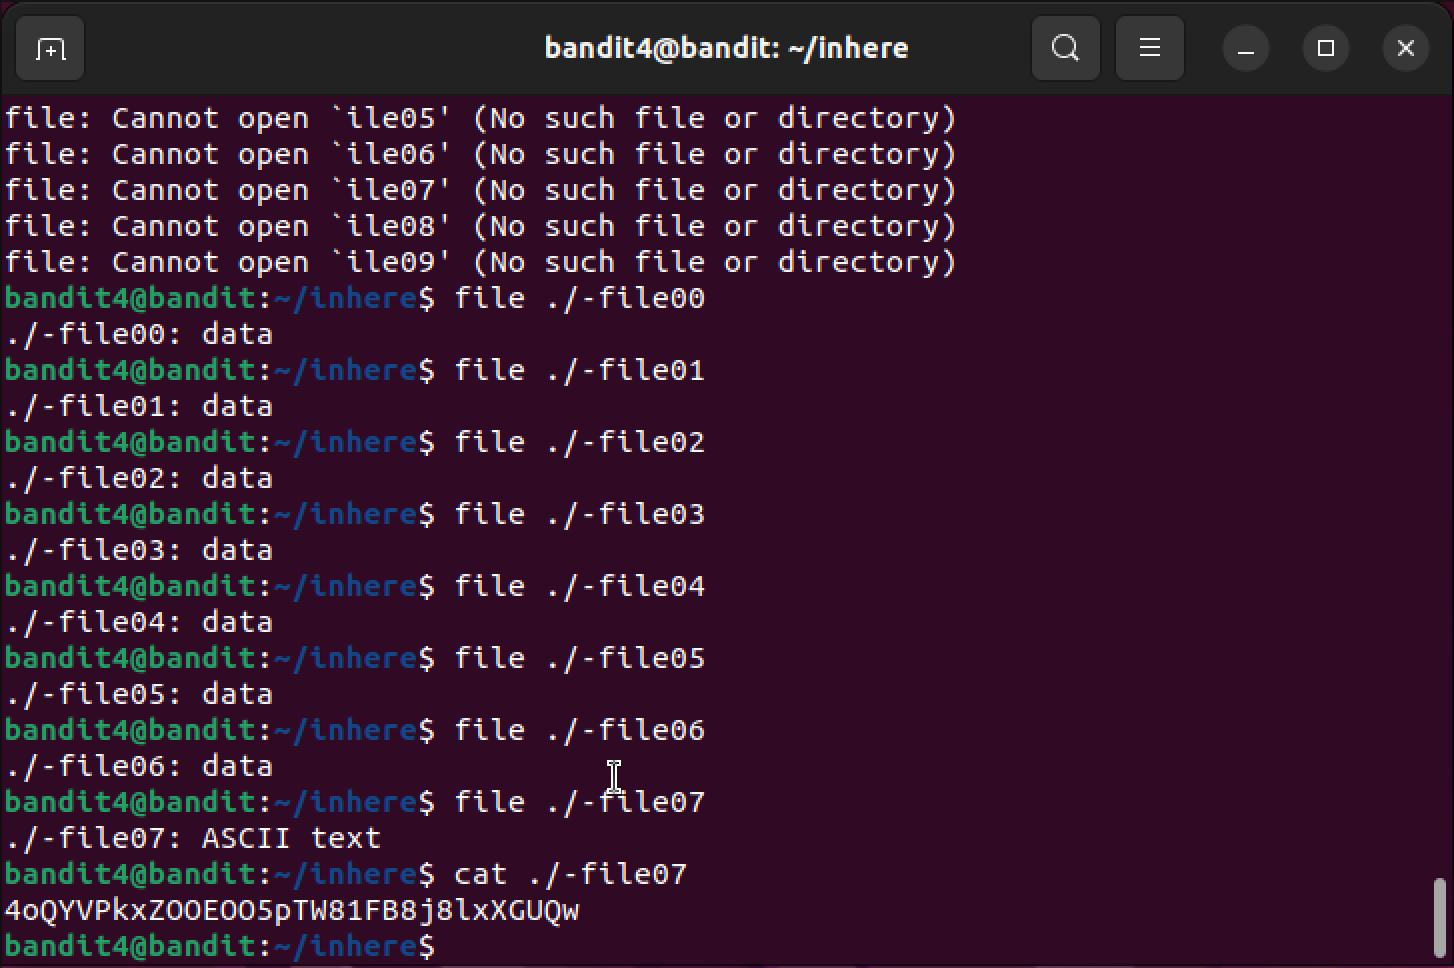 bandit4@bandit: ~/inhere
file: Cannot open `ile05' (No such file or directory)
file: Cannot open `ile06' (No such file or directory)
file: Cannot open `ile07' (No such file or directory)
file: Cannot open `ile08' (No such file or directory)
file: Cannot open `ile09' (No such file or directory)
bandit4@bandit:~/inhere$ file ./-file00
./-file00: data
bandit4@bandit:~/inhere$ file ./-file01
./-file01: data
bandit4@bandit:~/inhere$ file ./-file02
./-file02: data
bandit4@bandit:~/inhere$ file ./-file03
./-file03: data
bandit4@bandit:~/inhere$ file ./-file04
./-file04: data
bandit4@bandit:~/inhere$ file ./-file05
./-file05: data
bandit4@bandit:~/inhere$ file ./-file06
./-file06: data
bandit4@bandit:~/inhere$ file ./-file07
./-file07: ASCII text
bandit4@bandit:~/inhere$ cat ./-file07
4oQYVPkxZOOEOO5pTW81FB8j8lxXGUQw
bandit4@bandit:~/inhere$